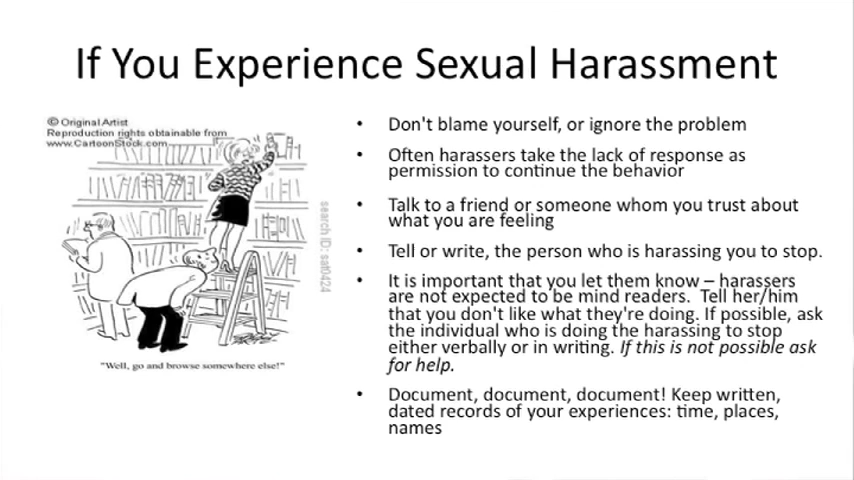 If You Experience Sexual Harassment
© Original Artist
Reproduction rights obtainable from
www.CartoonStock.com
search ID: sat0424
"Well, go and browse somewhere else!"
• Don't blame yourself, or ignore the problem
• Often harassers take the lack of response as
permission to continue the behavior
• Talk to a friend or someone whom you trust about
what you are feeling
• Tell or write, the person who is harassing you to stop.
• It is important that you let them know – harassers
are not expected to be mind readers.  Tell her/him
that you don't like what they're doing. If possible, ask
the individual who is doing the harassing to stop
either verbally or in writing. If this is not possible ask
for help.
• Document, document, document! Keep written,
dated records of your experiences: time, places,
names